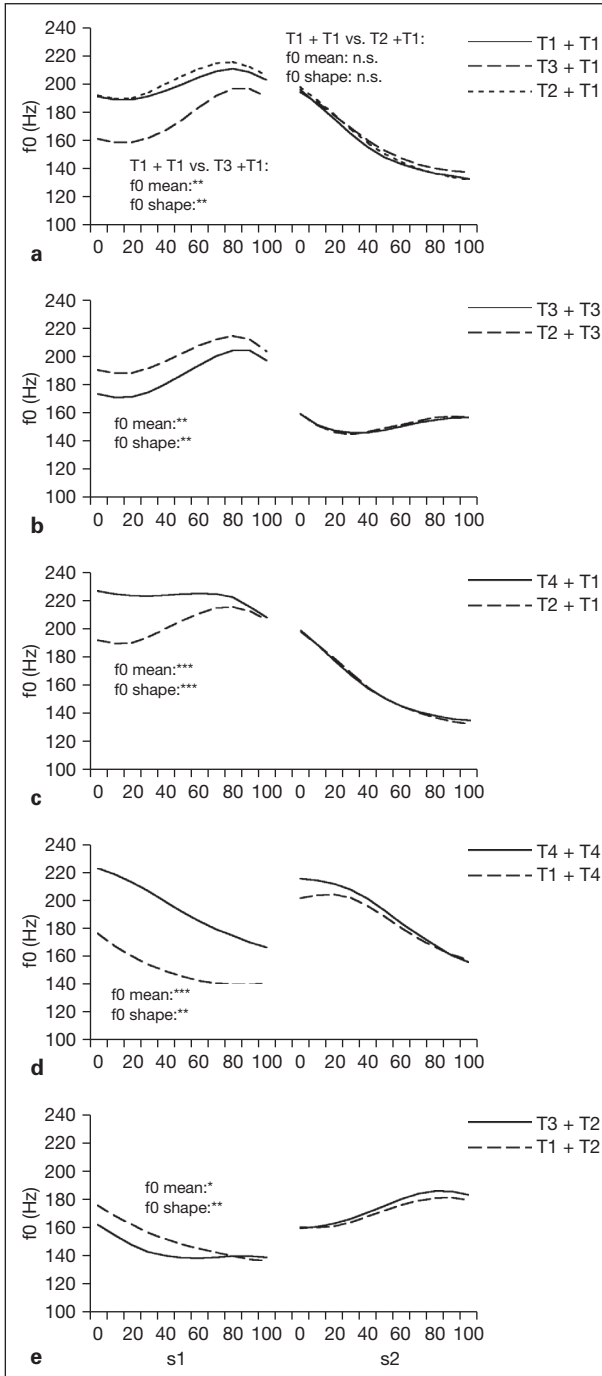 240
220
200
180
160
140
120
100
f0 (Hz)
T1 + T1 vs. T2 +T1:
f0 mean: n.s.
f0 shape: n.s.
T1 + T1 vs. T3 +T1:
f0 mean:**
f0 shape:**
T1 + T1
T3 + T1
T2 + T1
0 20 40 60 80 100 0 20 40 60 80 100
a
240
220
200
180
160
140
120
100
f0 (Hz)
f0 mean:**
f0 shape:**
T3 + T3
T2 + T3
0 20 40 60 80 100 0 20 40 60 80 100
b
240
220
200
180
160
140
120
100
f0 (Hz)
f0 mean:***
f0 shape:***
T4 + T1
T2 + T1
0 20 40 60 80 100 0 20 40 60 80 100
c
240
220
200
180
160
140
120
100
f0 (Hz)
f0 mean:***
f0 shape:**
T4 + T4
T1 + T4
0 20 40 60 80 100 0 20 40 60 80 100
d
240
220
200
180
160
140
120
100
f0 (Hz)
f0 mean:*
f0 shape:**
T3 + T2
T1 + T2
0 20 40 60 80 100 0 20 40 60 80 100
e s1 s2